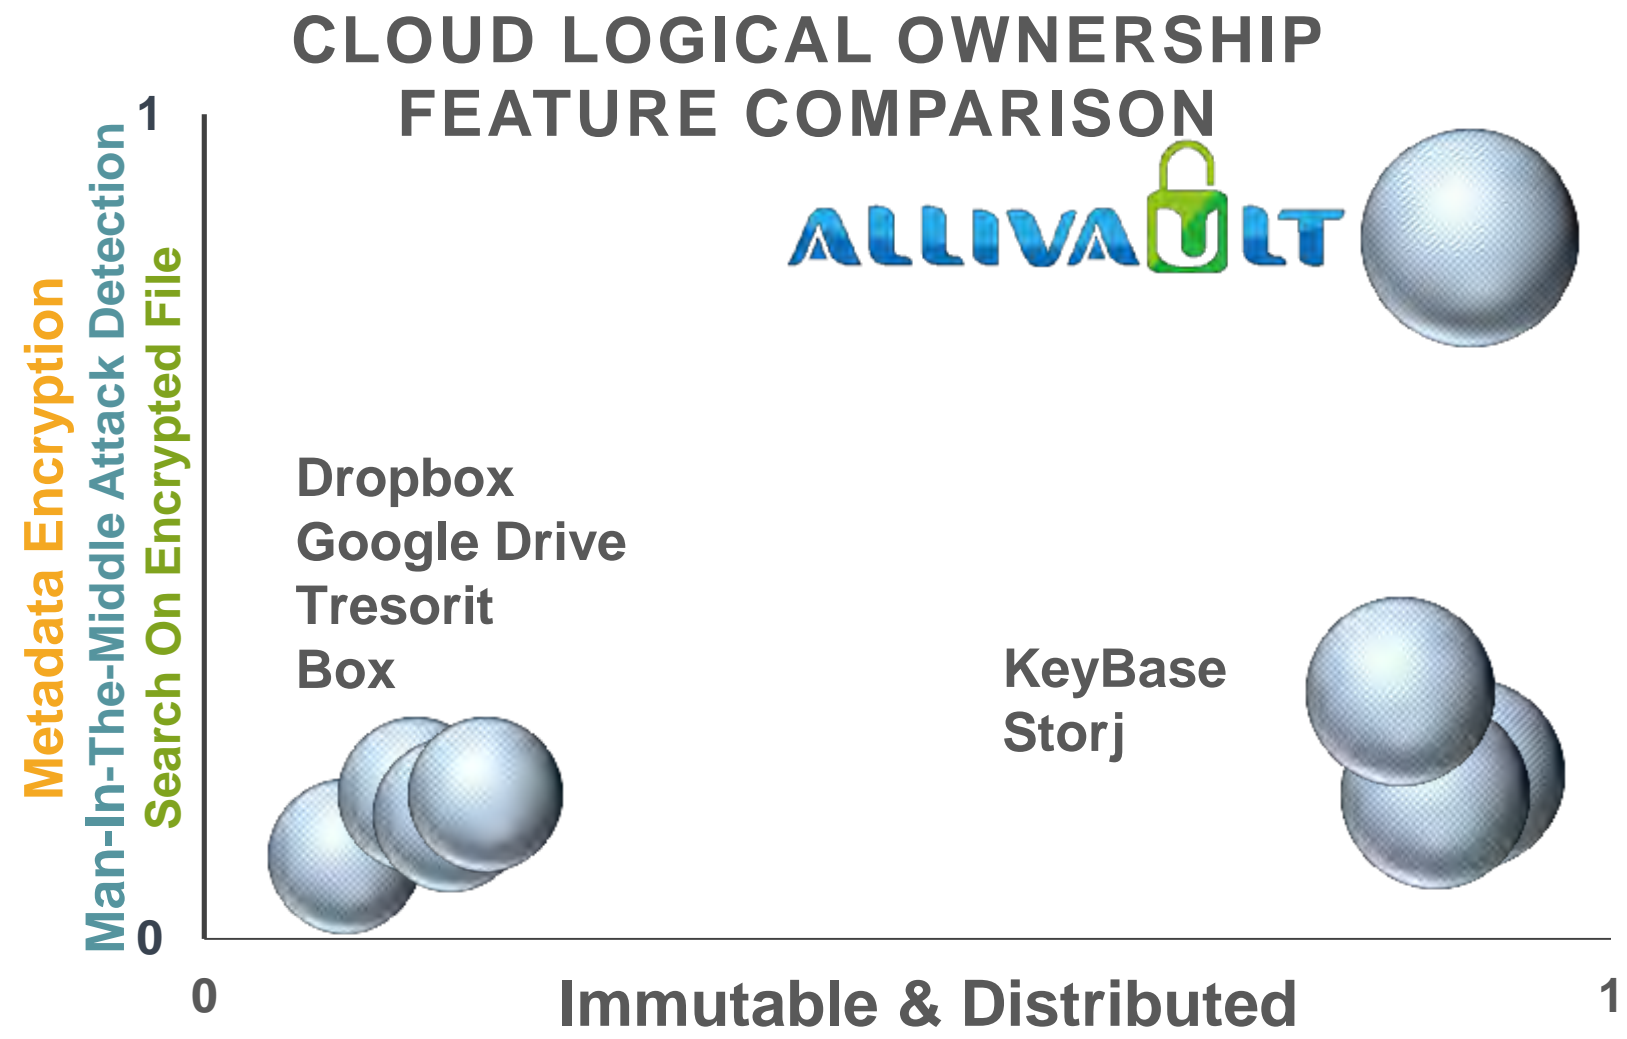 CLOUD LOGICAL OWNERSHIP
FEATURE COMPARISON
1
ALLIVAULT
Metadata Encryption
Man-In-The-Middle Attack Detection
Search On Encrypted File
Dropbox
Google Drive
Tresorit
Box
KeyBase
Storj
0
0
Immutable & Distributed
1